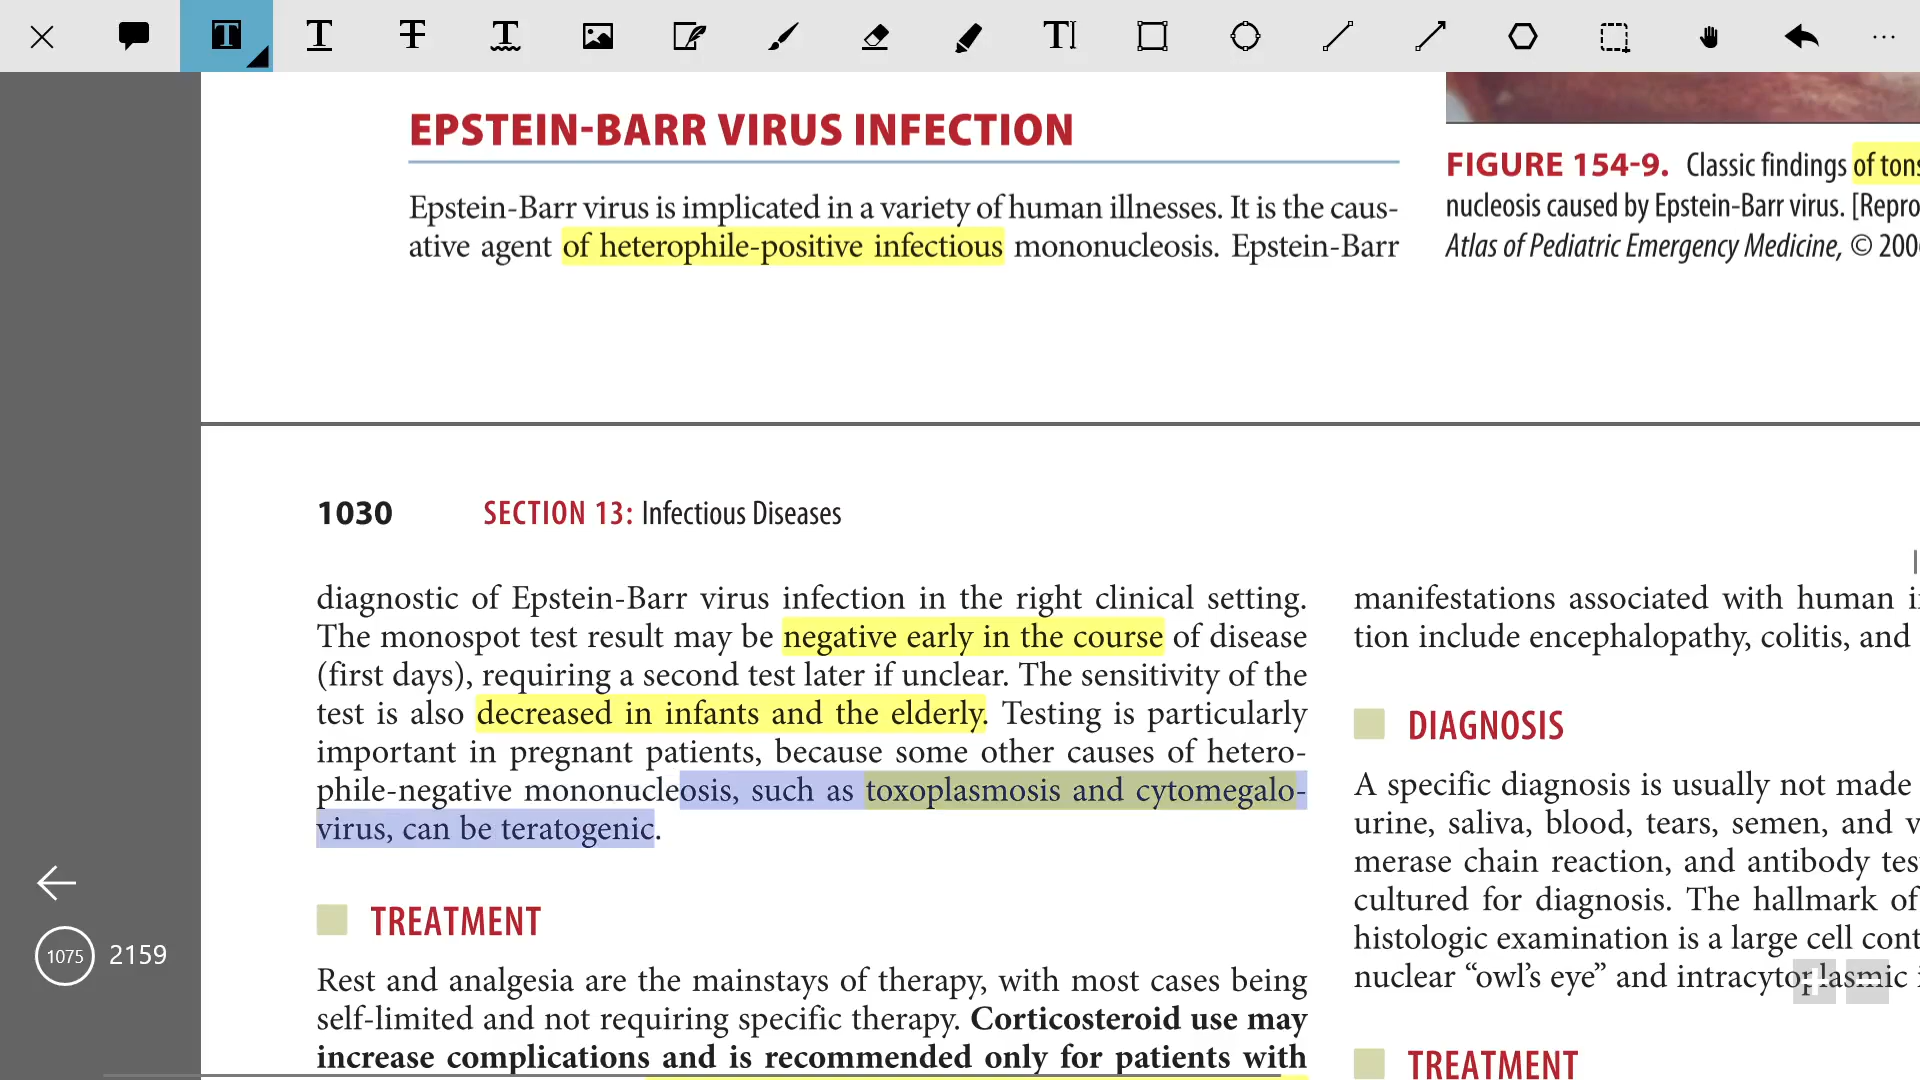 EPSTEIN-BARR VIRUS INFECTION
Epstein-Barr virus is implicated in a variety of human illnesses. It is the caus-
ative agent of heterophile-positive infectious mononucleosis. Epstein-Barr
FIGURE 154-9. Classic findings of tons
nucleosis caused by Epstein-Barr virus. [Repro
Atlas of Pediatric Emergency Medicine, © 200
1030 SECTION 13: Infectious Diseases
diagnostic of Epstein-Barr virus infection in the right clinical setting.
The monospot test result may be negative early in the course of disease
(first days), requiring a second test later if unclear. The sensitivity of the
test is also decreased in infants and the elderly. Testing is particularly
important in pregnant patients, because some other causes of hetero-
phile-negative mononucleosis, such as toxoplasmosis and cytomegalo-
virus, can be teratogenic.
TREATMENT
Rest and analgesia are the mainstays of therapy, with most cases being
self-limited and not requiring specific therapy. Corticosteroid use may
increase complications and is recommended only for patients with
manifestations associated with human i
tion include encephalopathy, colitis, and
DIAGNOSIS
A specific diagnosis is usually not made
urine, saliva, blood, tears, semen, and v
merase chain reaction, and antibody tes
cultured for diagnosis. The hallmark of
histologic examination is a large cell cont
nuclear “owl’s eye” and intracytoplasmic i
TREATMENT
1075 2159